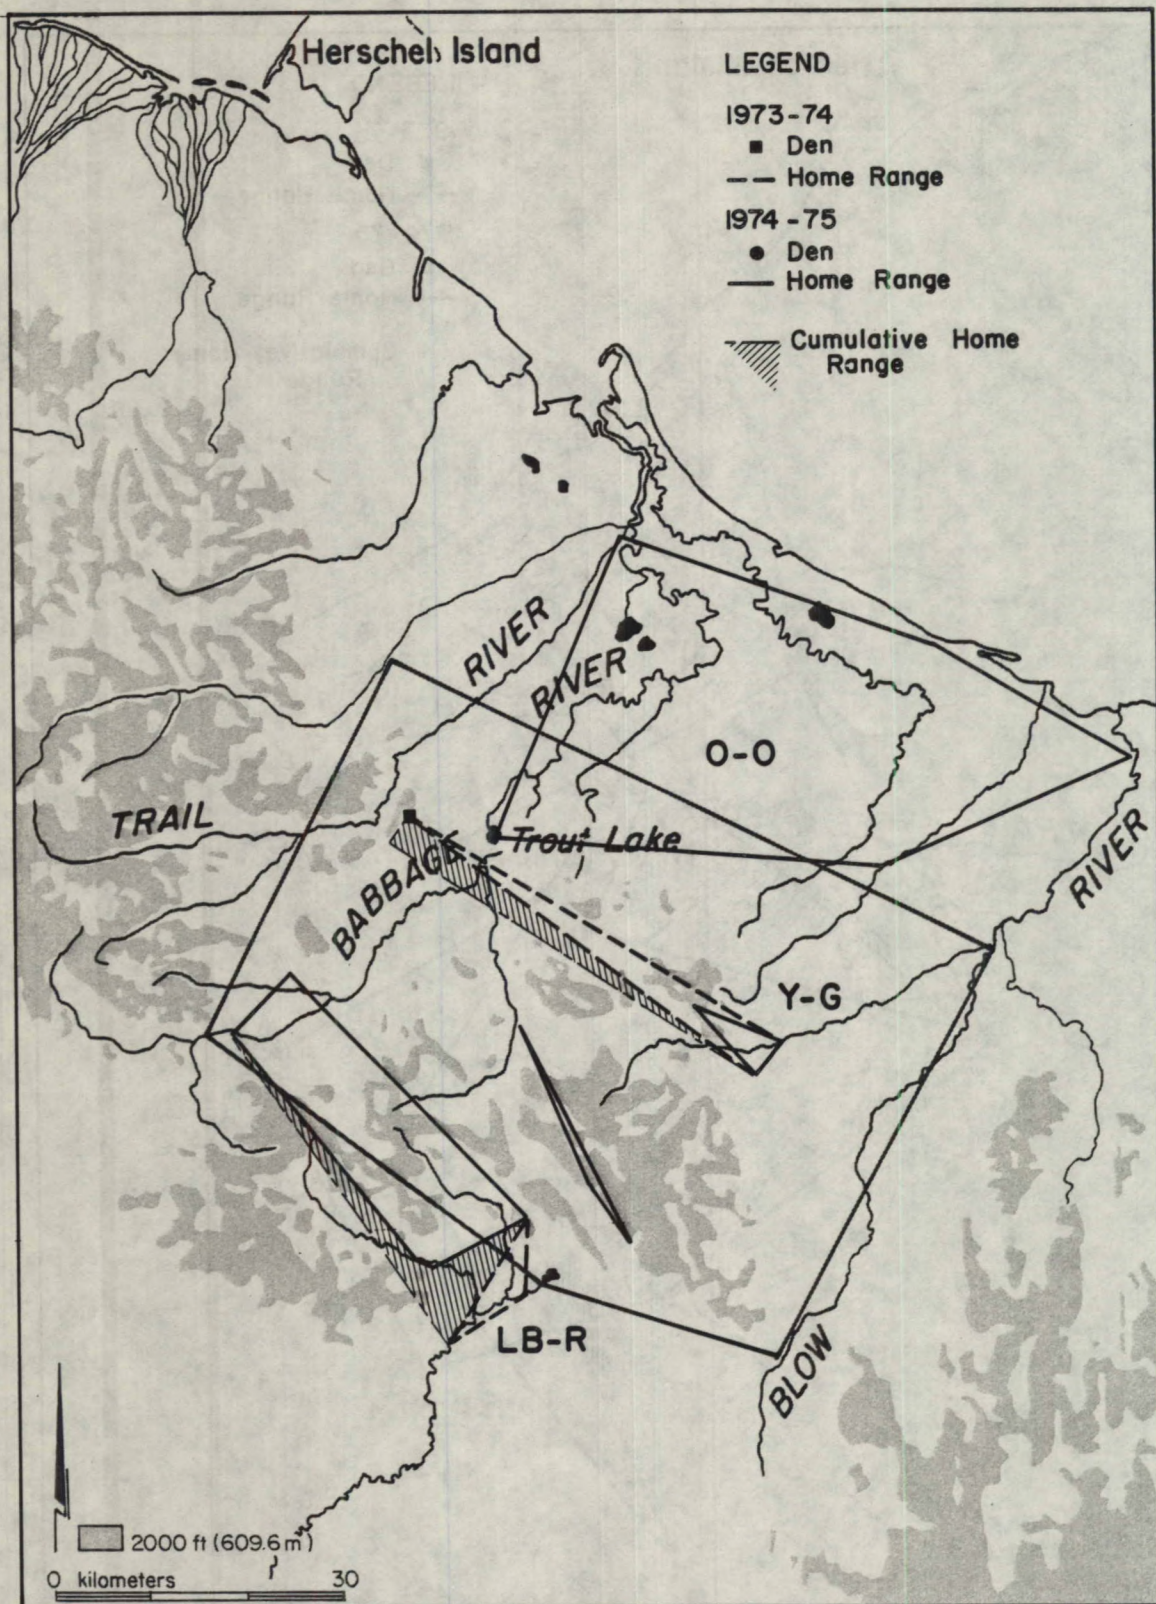 Herschel Island
LEGEND
1973-74
Den
Home Range
1974-75
Den
Home Range
Cumulative Home
Range
RIVER
RIVER
O-O
TRAIL
Trout Lake
BABBAGE
RIVER
Y-G
LB-R
BLOW
2000 ft (609.6 m)
0 kilometers 30